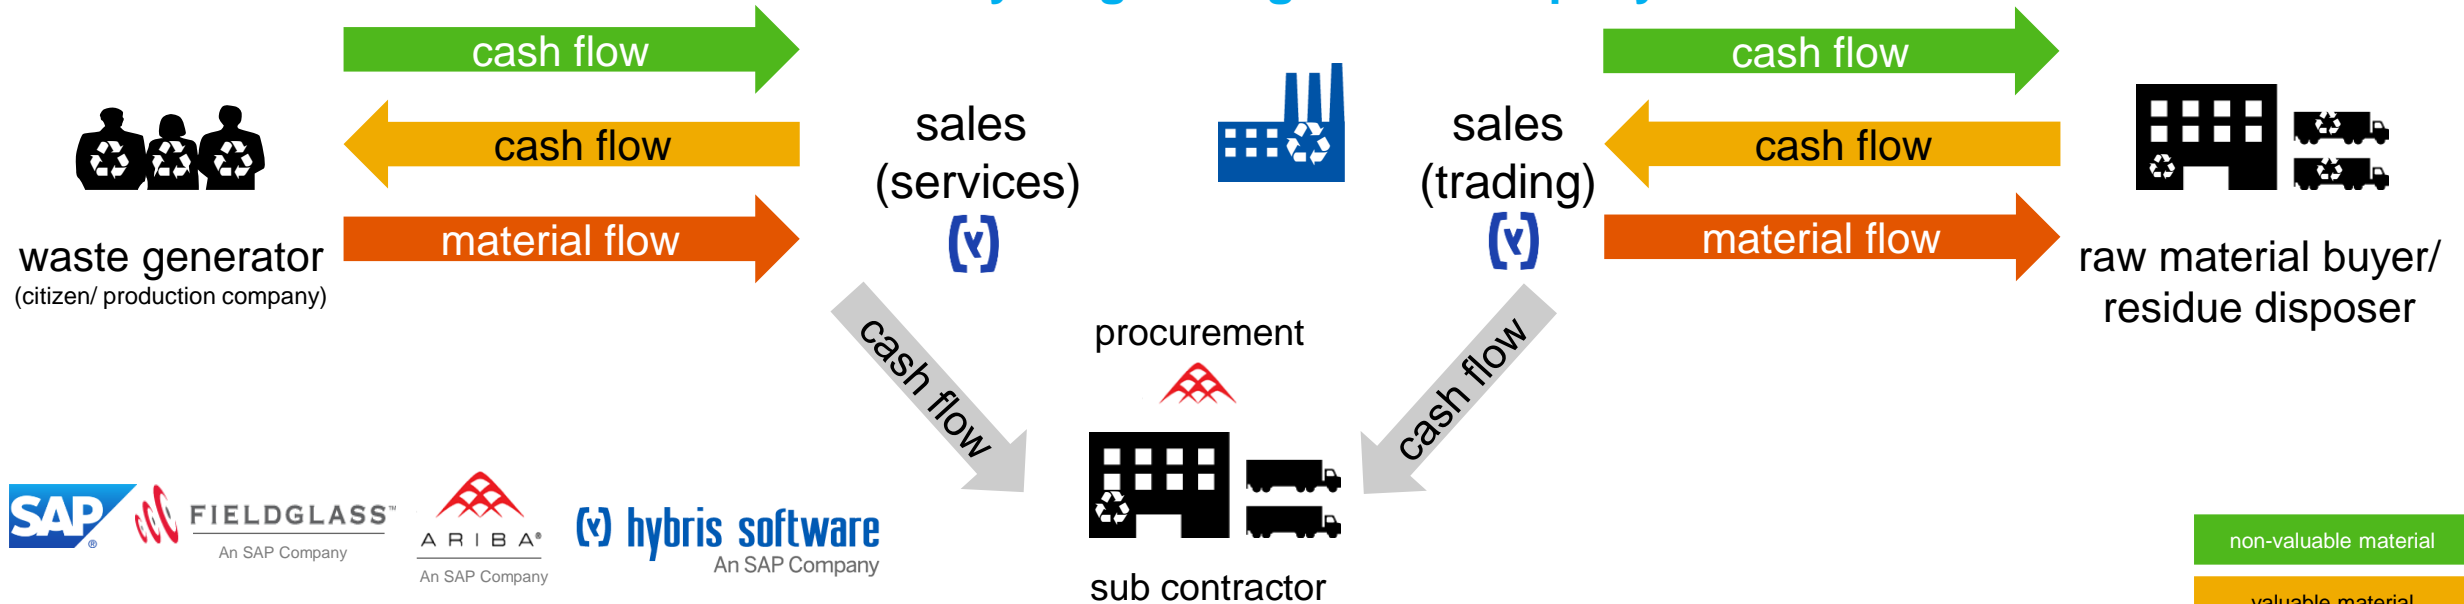 cash flow
cash flow
material flow
waste generator
(citizen/ production company)
sales
(services)
sales
(trading)
cash flow
cash flow
material flow
raw material buyer/
residue disposer
cash flow
procurement
cash flow
sub contractor
SAP®
FIELDGLASS™
An SAP Company
ARIBA®
An SAP Company
(y) hybris software
An SAP Company
non-valuable material
valuable material